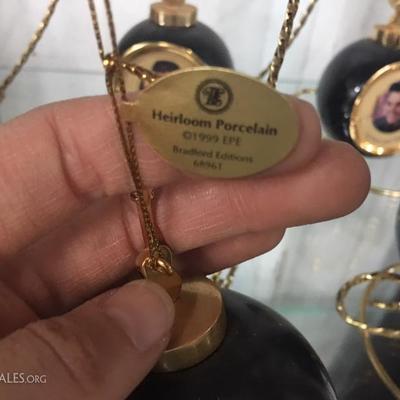 Heirloom Porcelain
©1999 EPE
Bradford Editions
68961
ALES.ORG